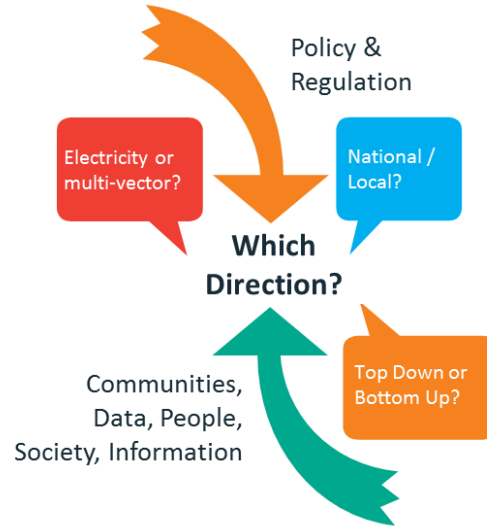 Policy &
Regulation
Electricity or
multi-vector?
National /
Local?
Which
Direction?
Top Down or
Bottom Up?
Communities,
Data, People,
Society, Information